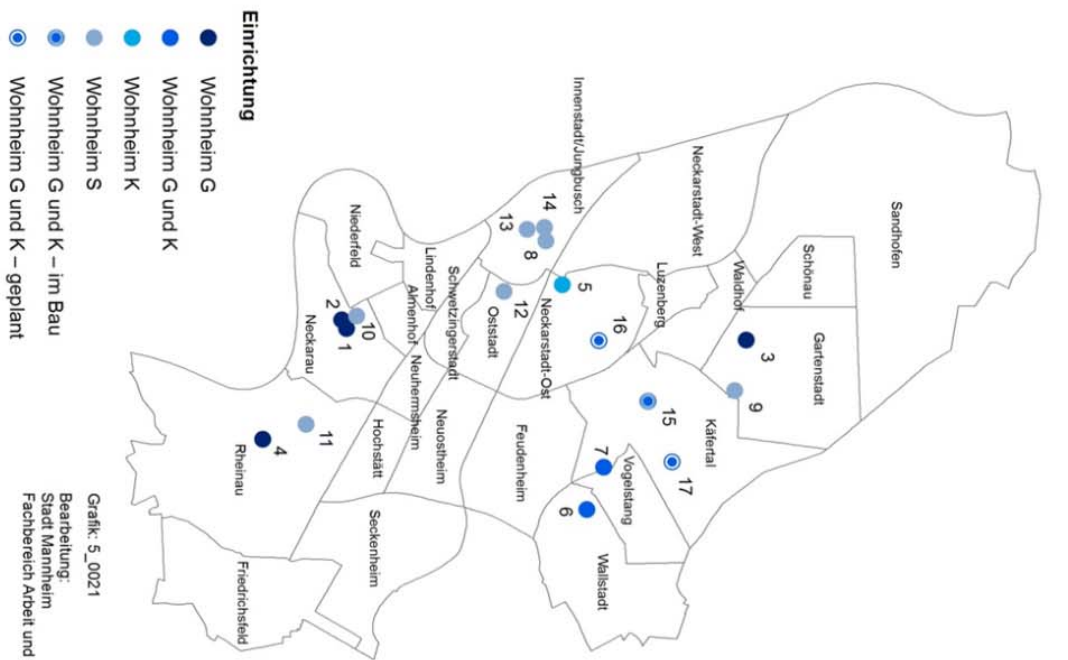 Sandhofen
Schönau
Gartenstadt
Waldhof
3
9
Neckarstadt-West
Luzenberg
Käfertal
15
17
16
Innenstadt/Jungbusch
5
Neckarstadt-Ost
Vogelstang
7
6
Wallstadt
14
13
8
12
Oststadt
Feudenheim
Schwetzingerstadt
Lindenhof
Almenhof
Neuhermsheim
Neuostheim
Niederfeld
Hochstätt
Seckenheim
2
10
1
Neckarau
11
4
Rheinau
Friedrichsfeld
Einrichtung
Wohnheim G
Wohnheim G und K
Wohnheim K
Wohnheim S
Wohnheim G und K – im Bau
Wohnheim G und K – geplant
Grafik: 5_0021
Bearbeitung:
Stadt Mannheim
Fachbereich Arbeit und